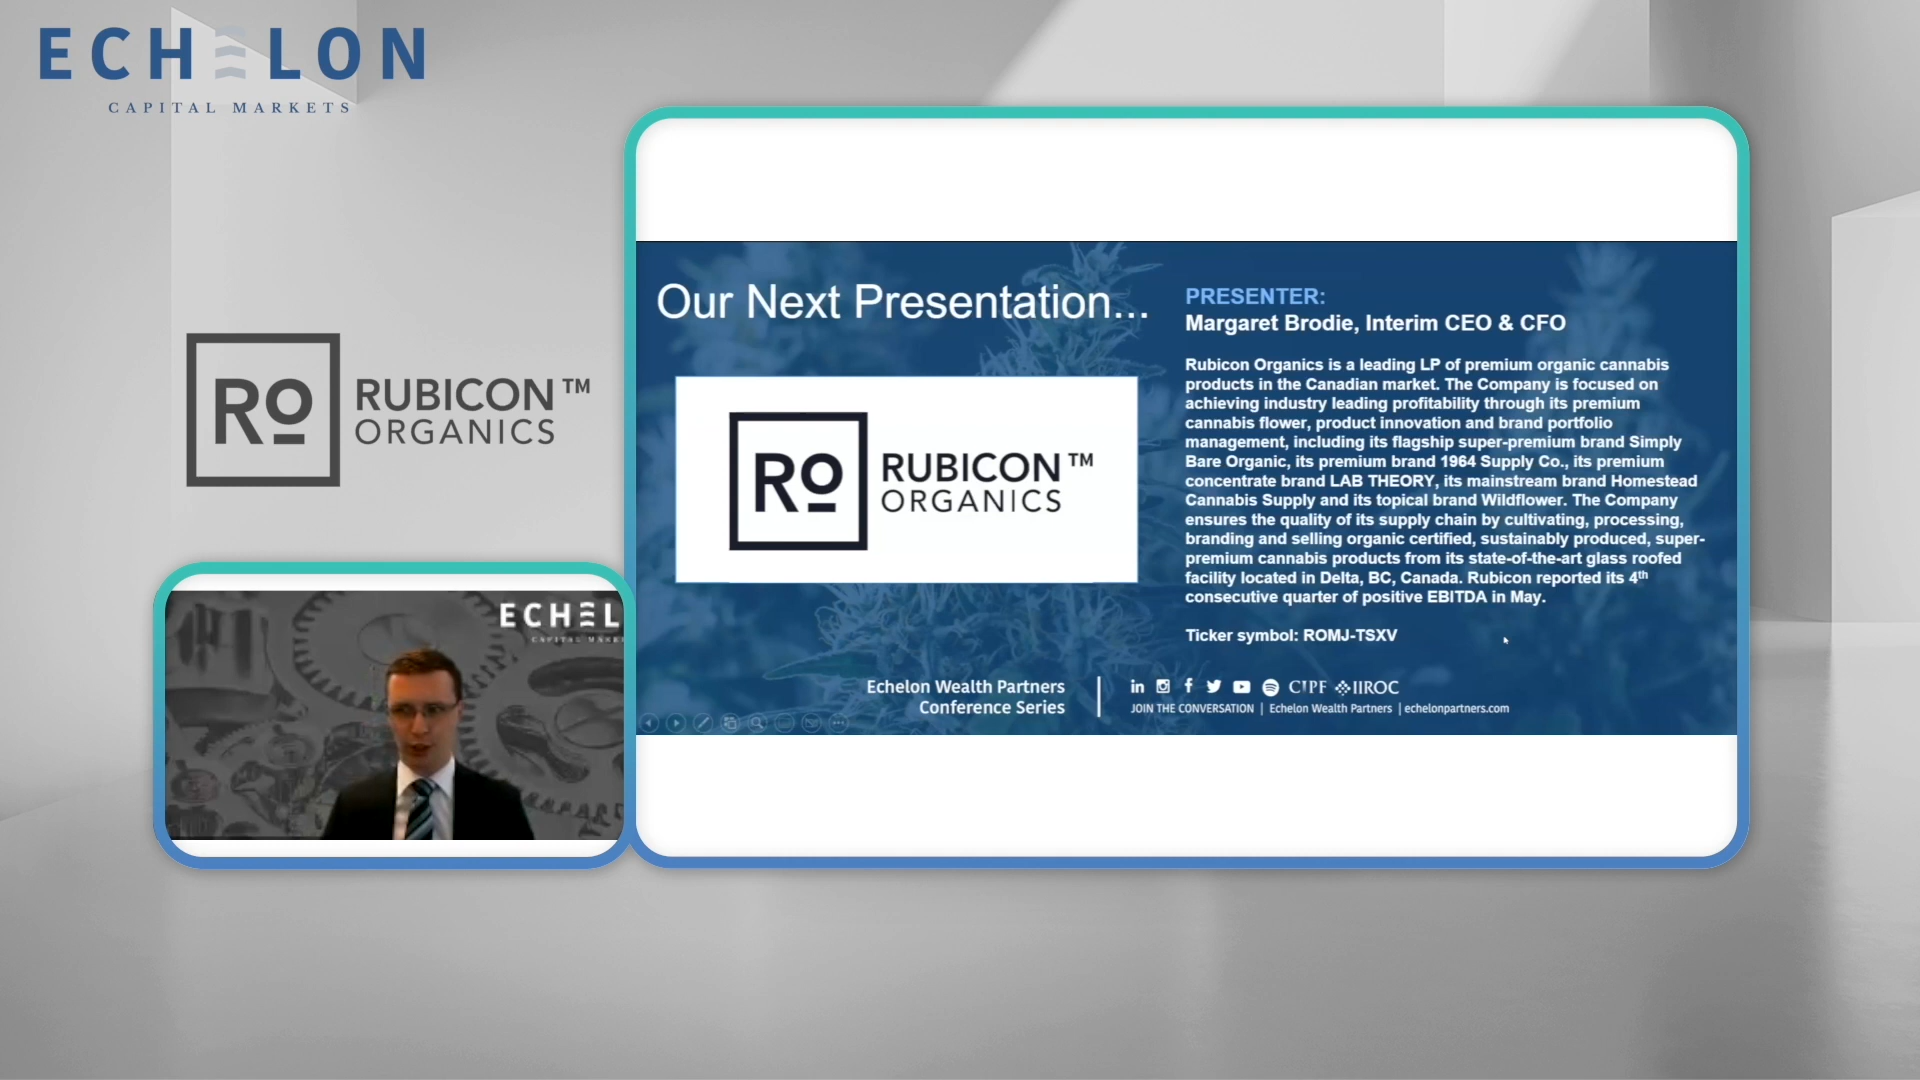 ECHELON
CAPITAL MARKETS
RO RUBICON™
ORGANICS
ECHEL
CAPITAL MARKE
Our Next Presentation...
RO RUBICON™
ORGANICS
PRESENTER:
Margaret Brodie, Interim CEO & CFO
Rubicon Organics is a leading LP of premium organic cannabis
products in the Canadian market. The Company is focused on
achieving industry leading profitability through its premium
cannabis flower, product innovation and brand portfolio
management, including its flagship super-premium brand Simply
Bare Organic, its premium brand 1964 Supply Co., its premium
concentrate brand LAB THEORY, its mainstream brand Homestead
Cannabis Supply and its topical brand Wildflower. The Company
ensures the quality of its supply chain by cultivating, processing,
branding and selling organic certified, sustainably produced, super-
premium cannabis products from its state-of-the-art glass roofed
facility located in Delta, BC, Canada. Rubicon reported its 4th
consecutive quarter of positive EBITDA in May.
Ticker symbol: ROMJ-TSXV
Echelon Wealth Partners
Conference Series
CIPF IIROC
JOIN THE CONVERSATION | Echelon Wealth Partners | echelonpartners.com